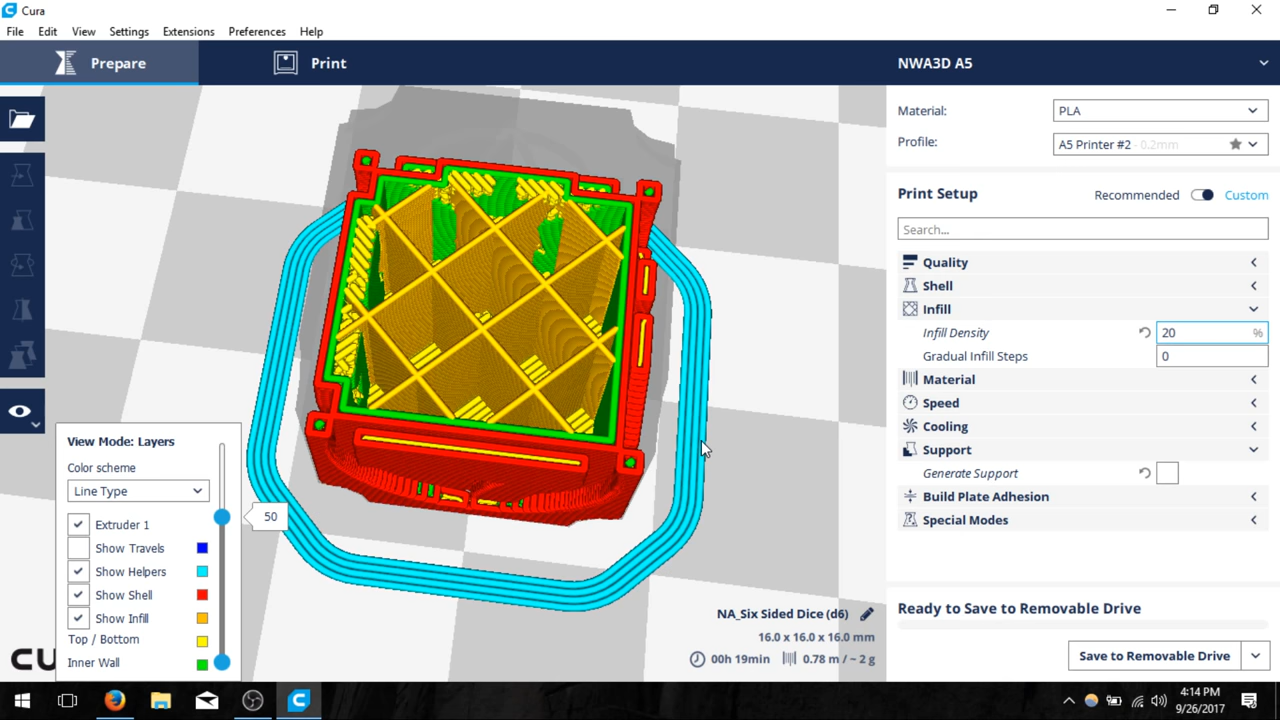 Cura
File Edit View Settings Extensions Preferences Help
Prepare Print NWA3D A5
Material: PLA
Profile: A5 Printer #2 - 0.2mm
Print Setup Recommended Custom
Search...
Quality
Shell
Infill
Infill Density 20 %
Gradual Infill Steps 0
Material
Speed
Cooling
Support
Generate Support
Build Plate Adhesion
Special Modes
View Mode: Layers
Color scheme
Line Type
50
Extruder 1
Show Travels
Show Helpers
Show Shell
Show Infill
Top / Bottom
Inner Wall
NA_Six Sided Dice (d6)
16.0 x 16.0 x 16.0 mm
00h 19min 0.78 m / ~ 2 g
Ready to Save to Removable Drive
Save to Removable Drive
4:14 PM
9/26/2017